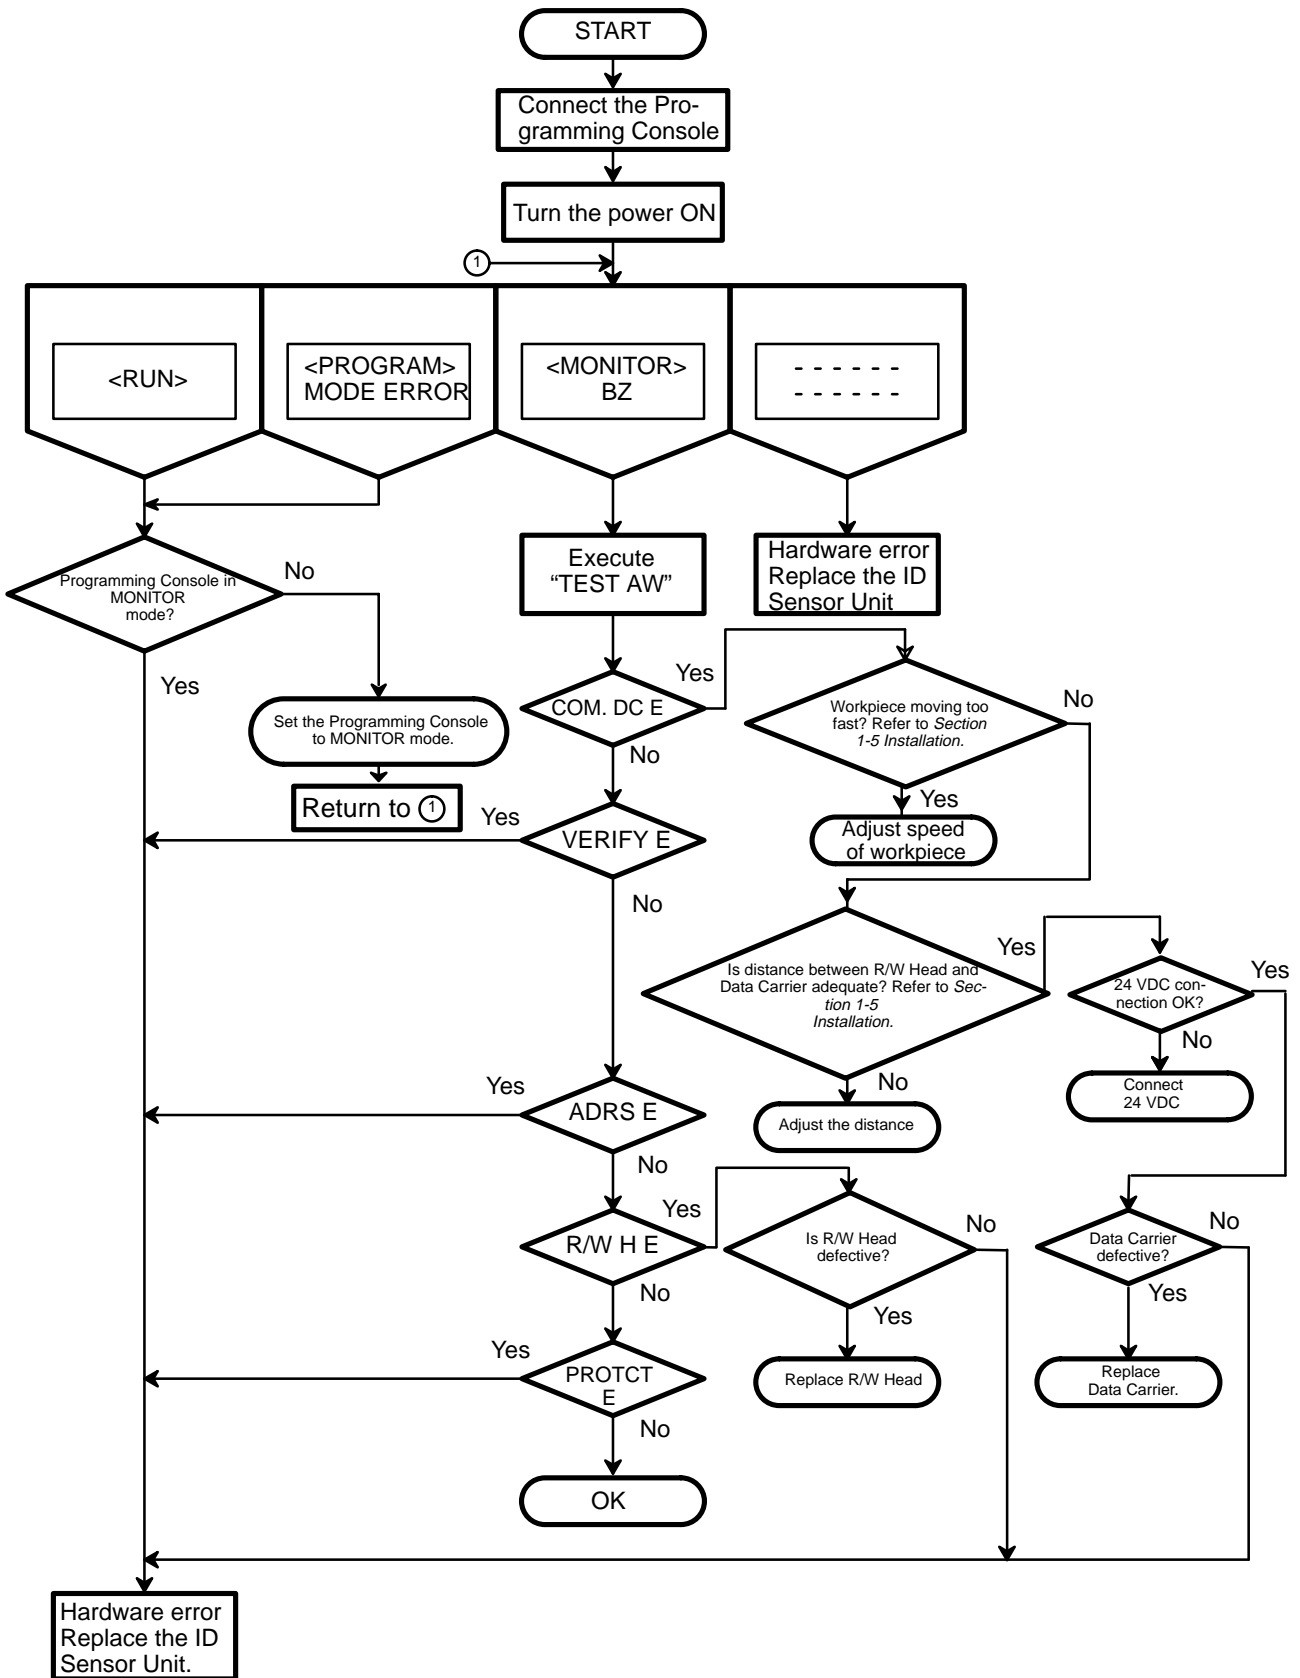 START
Connect the Pro-
gramming Console
Turn the power ON
1
<RUN>
<PROGRAM>
MODE ERROR
<MONITOR>
BZ
- - - - - -
- - - - - -
Programming Console in
MONITOR
mode?
No
Yes
Set the Programming Console
to MONITOR mode.
Return to 1
Execute
“TEST AW”
Hardware error
Replace the ID
Sensor Unit
COM. DC E
Yes
No
Workpiece moving too
fast? Refer to Section
1-5 Installation.
No
Yes
Adjust speed
of workpiece
VERIFY E
Yes
No
Is distance between R/W Head and
Data Carrier adequate? Refer to Sec-
tion 1-5
Installation.
Yes
No
Adjust the distance
24 VDC con-
nection OK?
Yes
No
Connect
24 VDC
ADRS E
Yes
No
R/W H E
Yes
No
Is R/W Head
defective?
No
Yes
Replace R/W Head
Data Carrier
defective?
No
Yes
Replace
Data Carrier.
PROTCT
E
Yes
No
OK
Hardware error
Replace the ID
Sensor Unit.